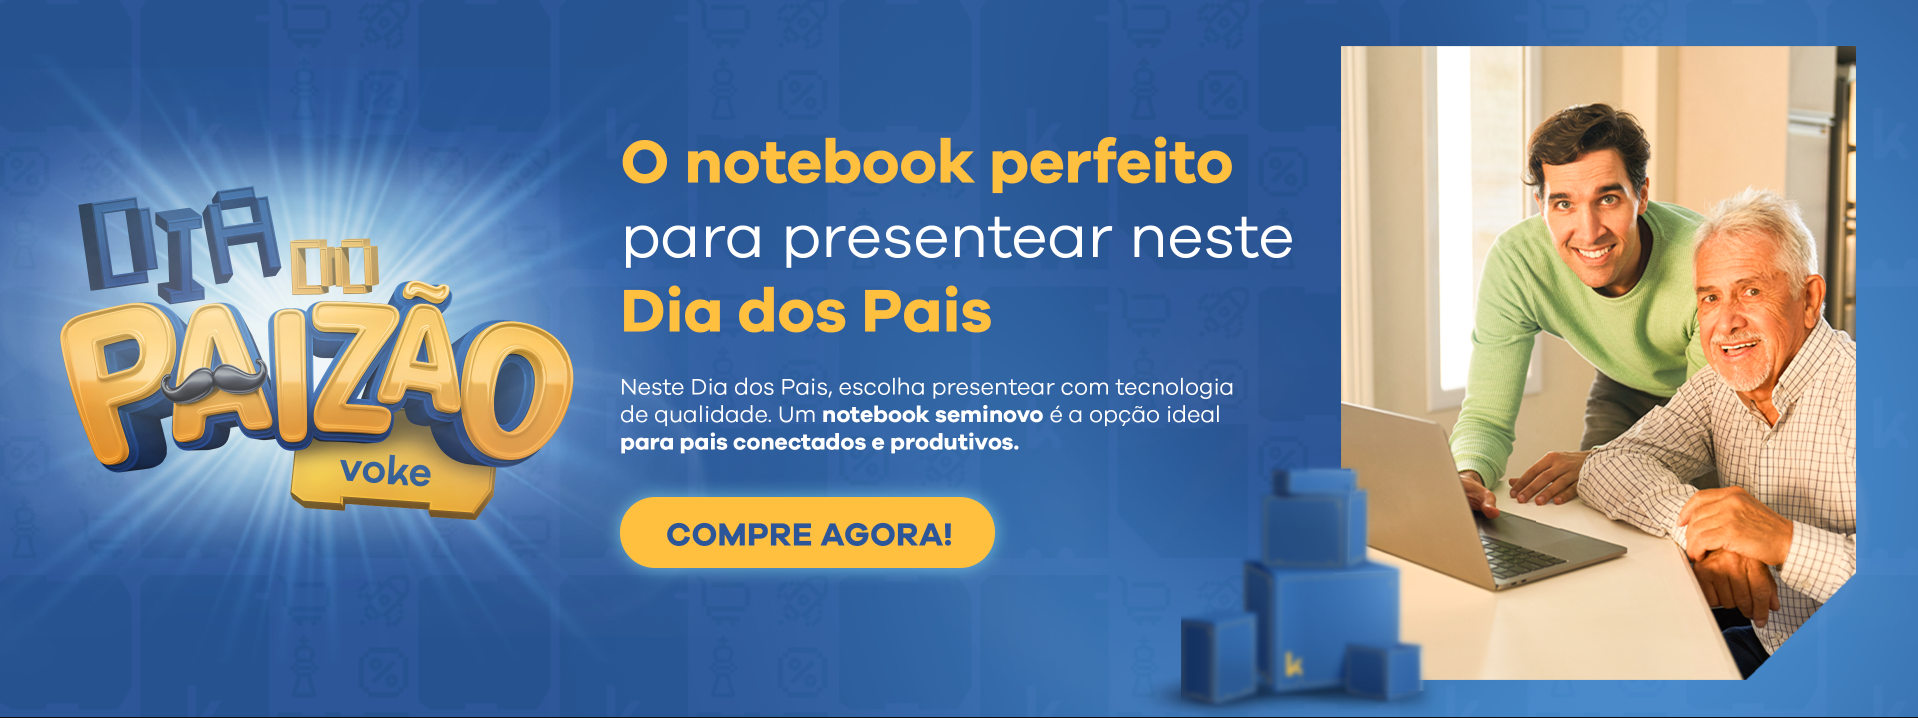 DIA DO
PAIZÃO
voke
O notebook perfeito
para presentear neste
Dia dos Pais
Neste Dia dos Pais, escolha presentear com tecnologia
de qualidade. Um notebook seminovo é a opção ideal
para pais conectados e produtivos.
COMPRE AGORA!
k